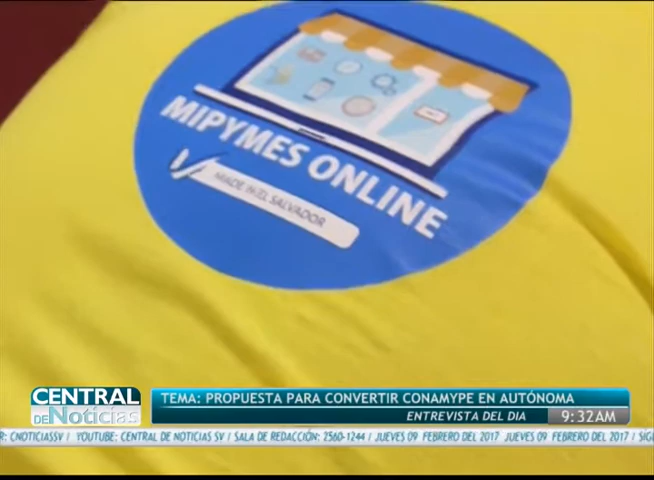 MIPYMES ONLINE
MADE IN EL SALVADOR
CENTRAL
DE Noticias
TEMA: PROPUESTA PARA CONVERTIR CONAMYPE EN AUTÓNOMA
ENTREVISTA DEL DIA
9:32AM
R: CNOTICIASSV / YOUTUBE: CENTRAL DE NOTICIAS SV / SALA DE REDACCIÓN: 2560-1244 / JUEVES 09 FEBRERO DEL 2017 JUEVES 09 FEBRERO DEL 2017 /